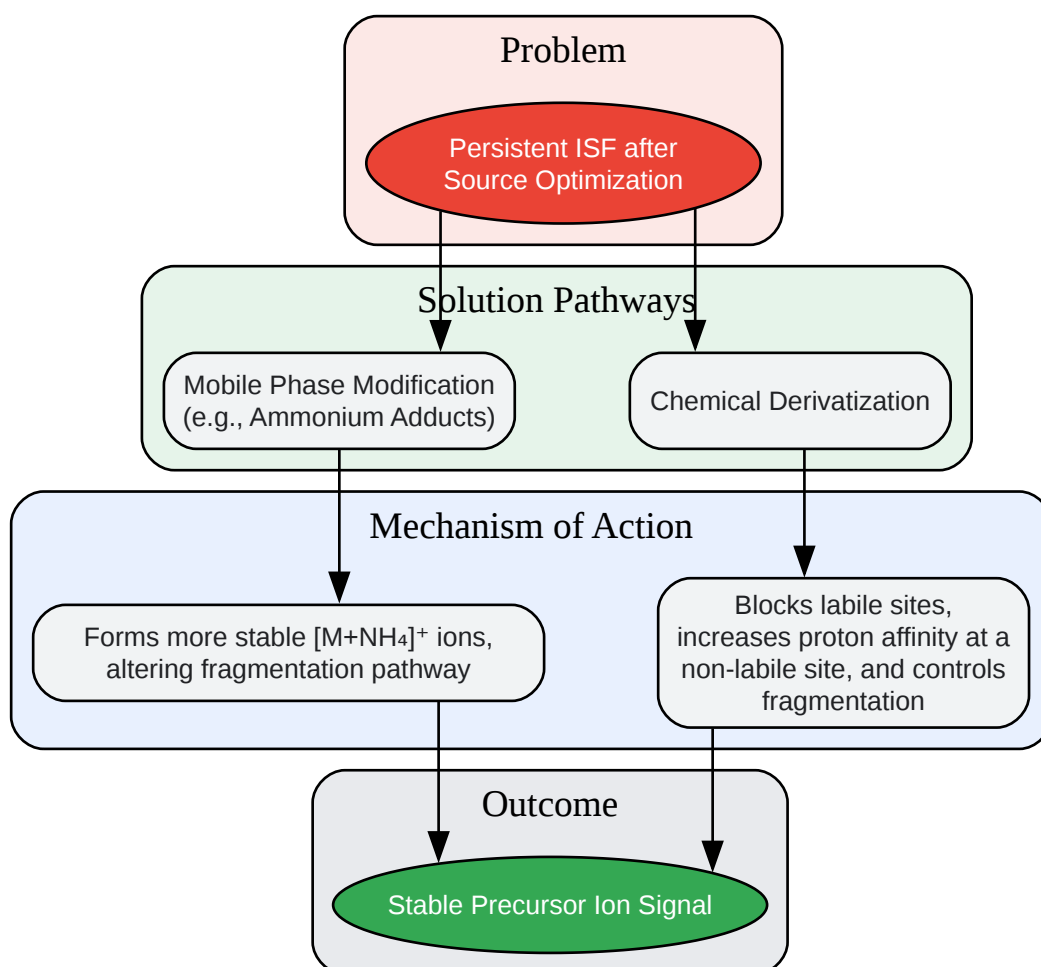 Problem
Persistent ISF after
Source Optimization
Solution Pathways
Mobile Phase Modification
(e.g., Ammonium Adducts)
Chemical Derivatization
Mechanism of Action
Forms more stable [M+NH₄]⁺ ions,
altering fragmentation pathway
Blocks labile sites,
increases proton affinity at a
non-labile site, and controls
fragmentation
Outcome
Stable Precursor Ion Signal